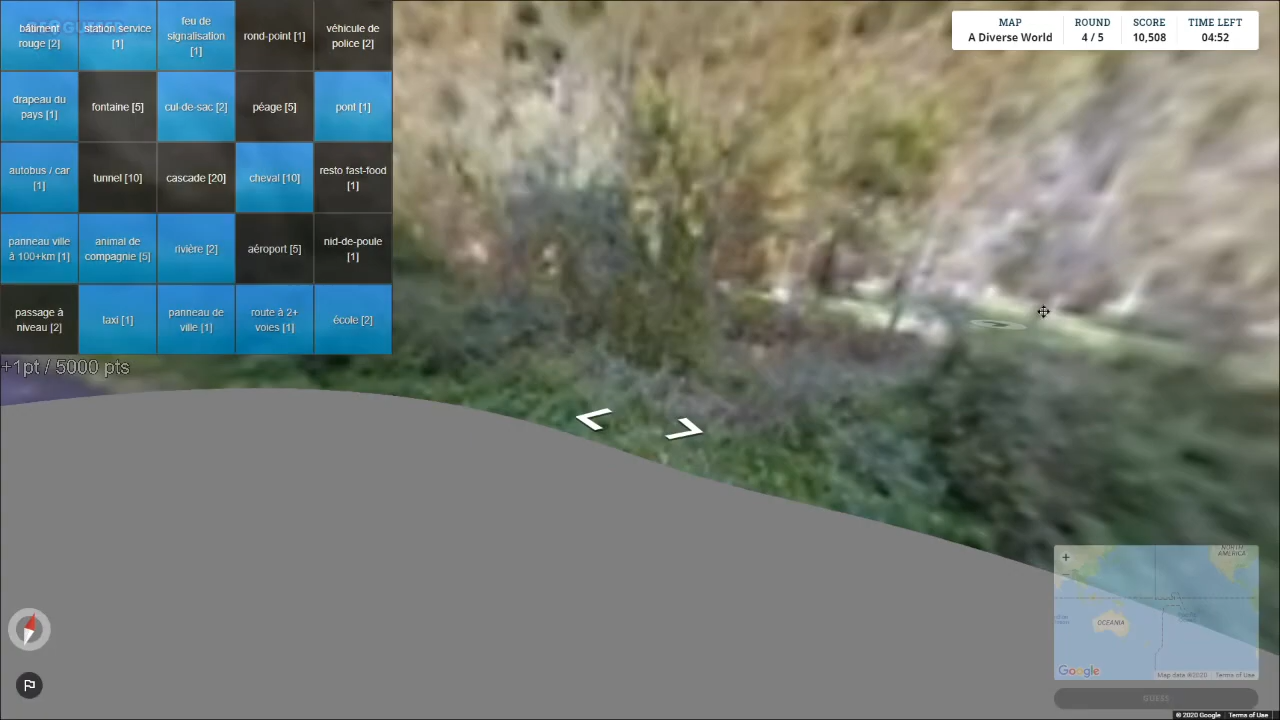 bâtiment
rouge [2]
station service
[1]
feu de
signalisation
[1]
rond-point [1]
véhicule de
police [2]
drapeau du
pays [1]
fontaine [5]
cul-de-sac [2]
péage [5]
pont [1]
autobus / car
[1]
tunnel [10]
cascade [20]
cheval [10]
resto fast-food
[1]
panneau ville
à 100+km [1]
animal de
compagnie [5]
rivière [2]
aéroport [5]
nid-de-poule
[1]
passage à
niveau [2]
taxi [1]
panneau de
ville [1]
route à 2+
voies [1]
école [2]
+1pt / 5000 pts
MAP
A Diverse World
ROUND
4 / 5
SCORE
10,508
TIME LEFT
04:52
NORTH
AMERICA
OCEANIA
Google
Map data ©2020
Terms of Use
GUESS
© 2020 Google
Terms of Use